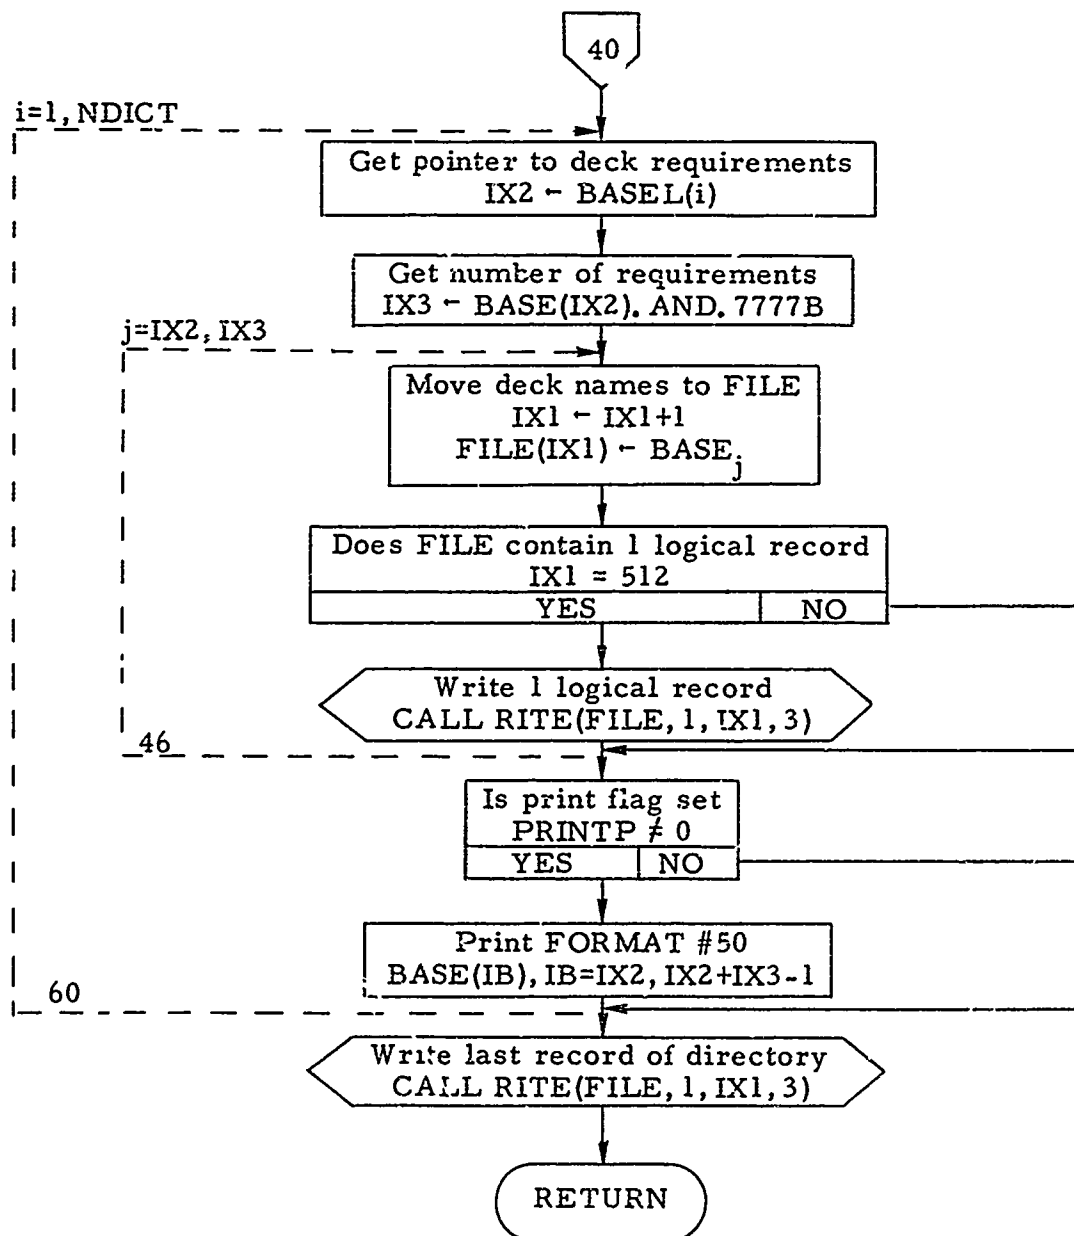 40
i=1, NDICT
Get pointer to deck requirements
IX2 ← BASEL(i)
Get number of requirements
IX3 ← BASE(IX2). AND. 7777B
j=IX2, IX3
Move deck names to FILE
IX1 ← IX1+1
FILE(IX1) ← BASE_j
Does FILE contain 1 logical record
IX1 = 512
YES NO
Write 1 logical record
CALL RITE(FILE, 1, IX1, 3)
46
Is print flag set
PRINTP ≠ 0
YES NO
Print FORMAT #50
BASE(IB), IB=IX2, IX2+IX3-1
60
Write last record of directory
CALL RITE(FILE, 1, IX1, 3)
RETURN